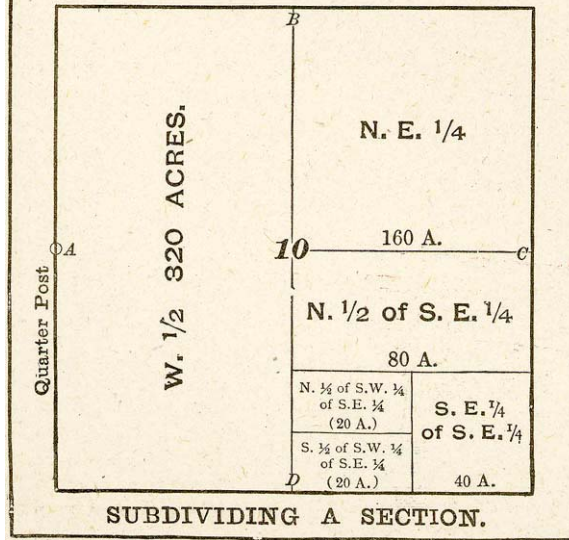 B
N. E. 1/4
160 A.
W. 1/2 320 ACRES.
A
10
C
Quarter Post
N. 1/2 of S. E. 1/4
80 A.
N. ½ of S.W. ¼
of S.E. ¼
(20 A.)
S. ½ of S.W. ¼
of S.E. ¼
(20 A.)
S. E. 1/4
of S. E. 1/4
40 A.
D
SUBDIVIDING A SECTION.